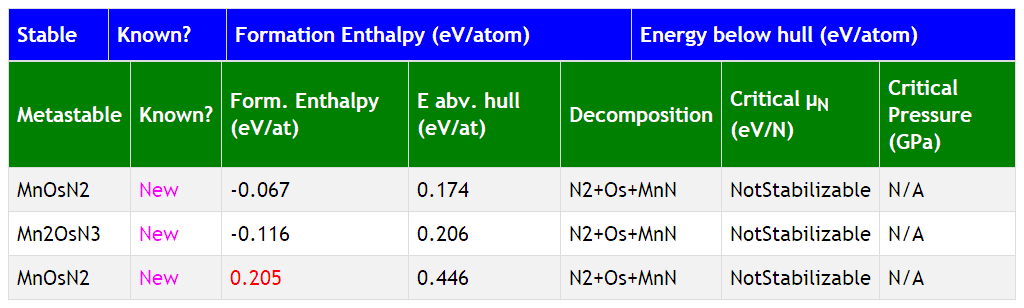 Stable Known? Formation Enthalpy (eV/atom) Energy below hull (eV/atom)
Metastable Known? Form. Enthalpy (eV/at) E abv. hull (eV/at) Decomposition Critical μN (eV/N) Critical Pressure (GPa)
MnOsN2 New -0.067 0.174 N2+Os+MnN NotStabilizable N/A
Mn2OsN3 New -0.116 0.206 N2+Os+MnN NotStabilizable N/A
MnOsN2 New 0.205 0.446 N2+Os+MnN NotStabilizable N/A